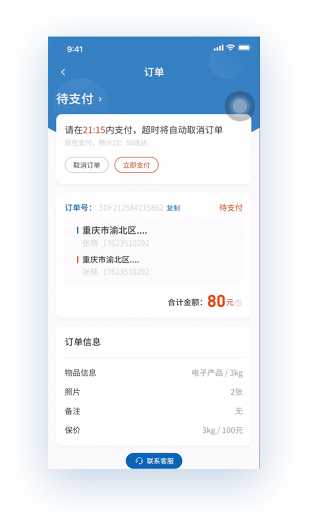 9:41
订单
待支付 ›
请在21:15内支付，超时将自动取消订单
现在支付，预计23：50送达
取消订单 立即支付
订单号： SDF212584215862 复制 待支付
重庆市渝北区....
张晓 17623510292
重庆市渝北区....
张晓 17623510292
合计金额：80元
订单信息
物品信息 电子产品 / 3kg
照片 2张
备注 无
保价 3kg / 100元
联系客服